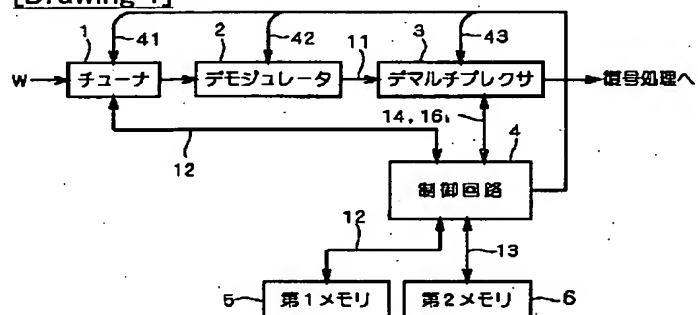 [Drawing 1]
1 41 2 42 11 3 43
W チューナ デモジュレータ デマルチプレクサ 復号処理へ
14, 16i 4
12
制御回路
12 13
5 第1メモリ 第2メモリ 6